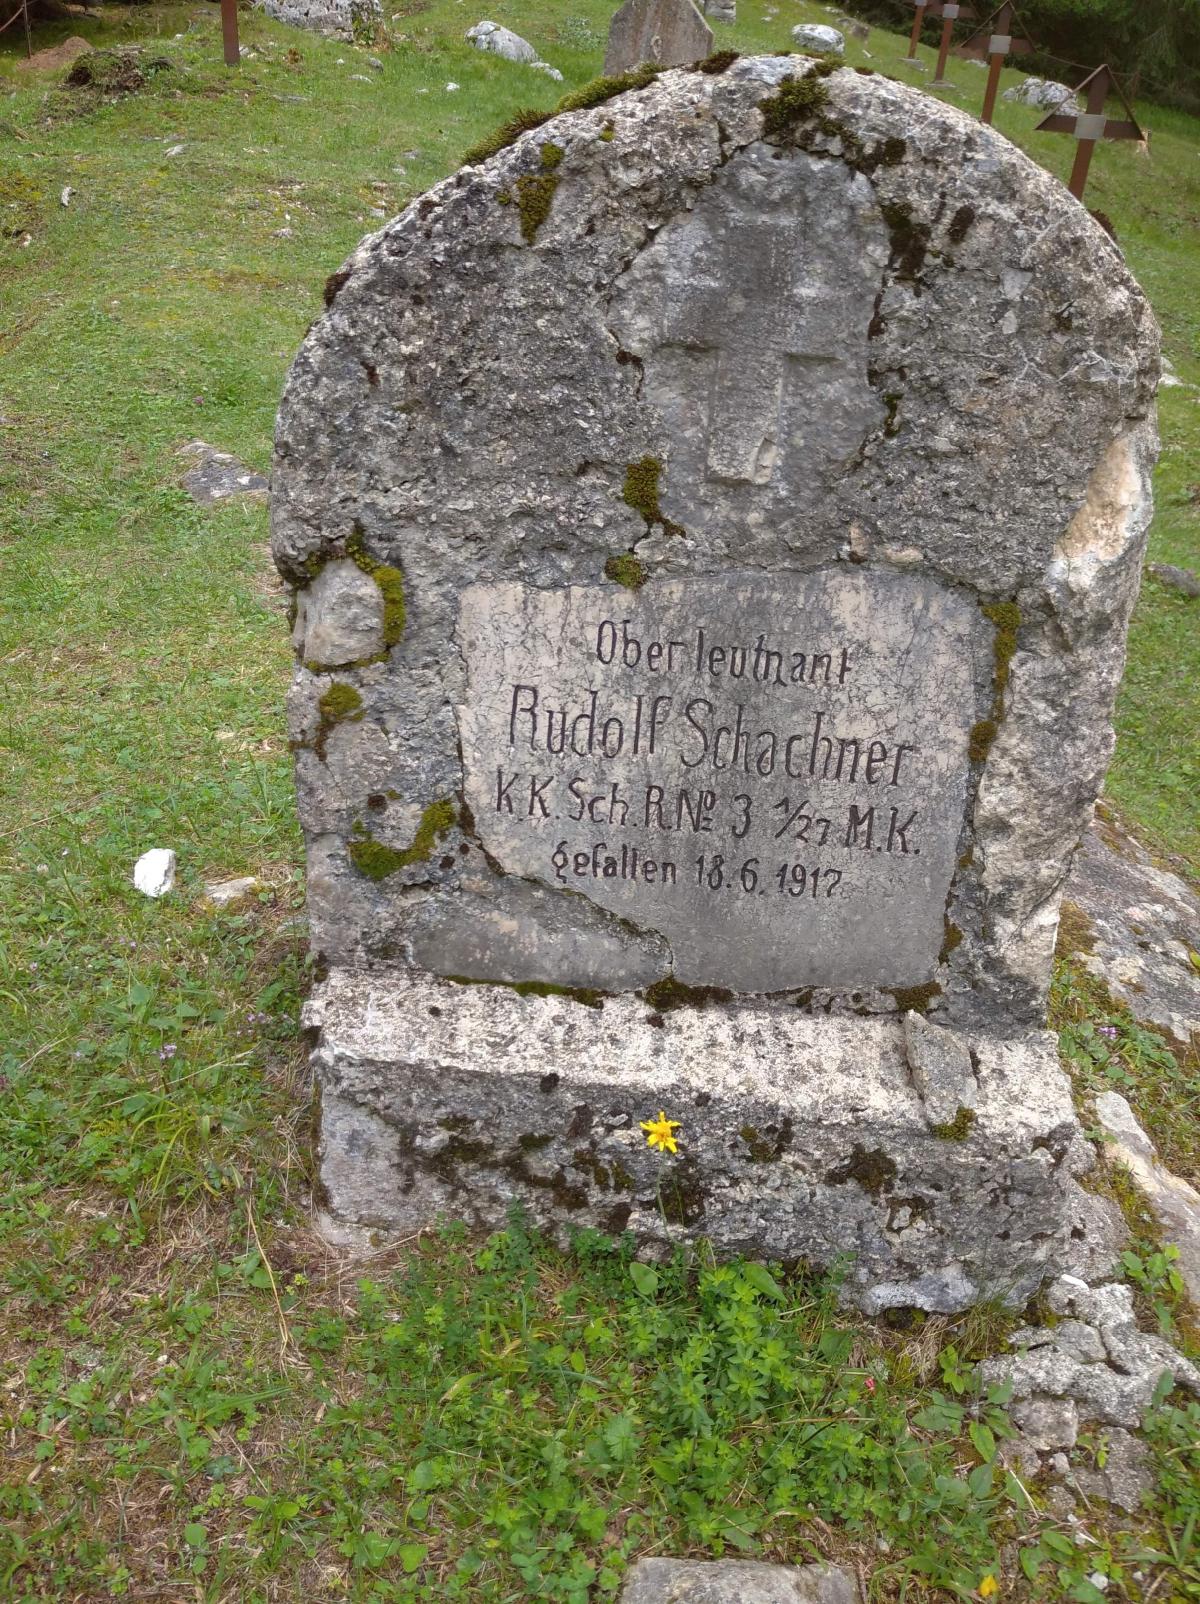 Oberleutnant
Rudolf Schachner
K.K. Sch. R. № 3 1/27 M.K.
gefallen 18.6.1917